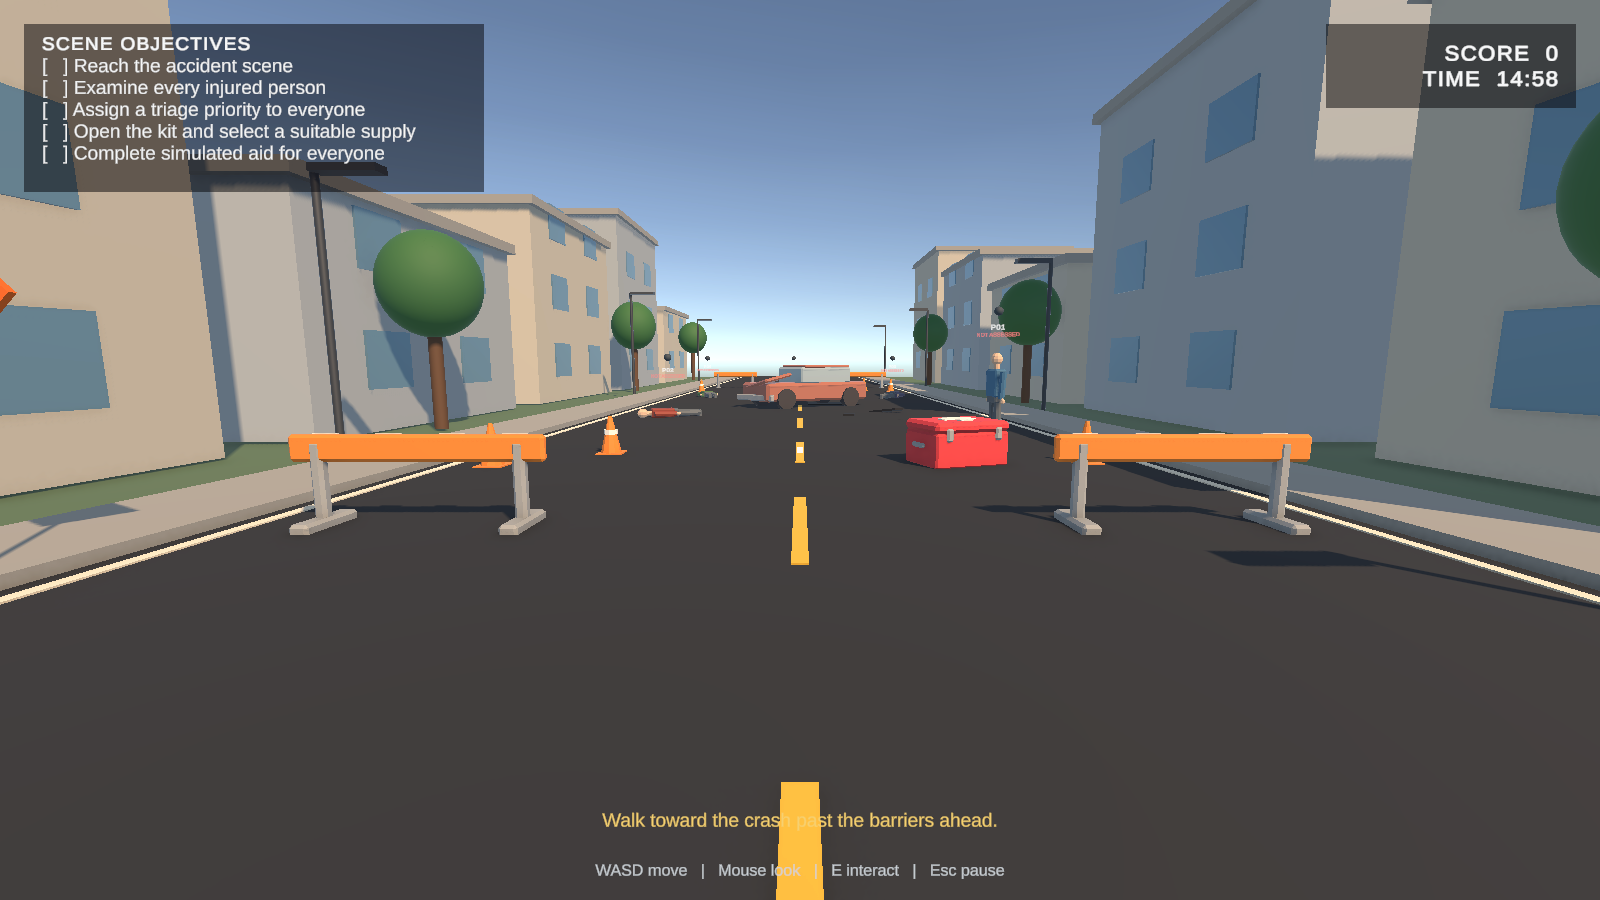 SCENE OBJECTIVES
[ ] Reach the accident scene
[ ] Examine every injured person
[ ] Assign a triage priority to everyone
[ ] Open the kit and select a suitable supply
[ ] Complete simulated aid for everyone
SCORE 0
TIME 14:58
P01
NOT ASSESSED
Walk toward the crash past the barriers ahead.
WASD move | Mouse look | E interact | Esc pause